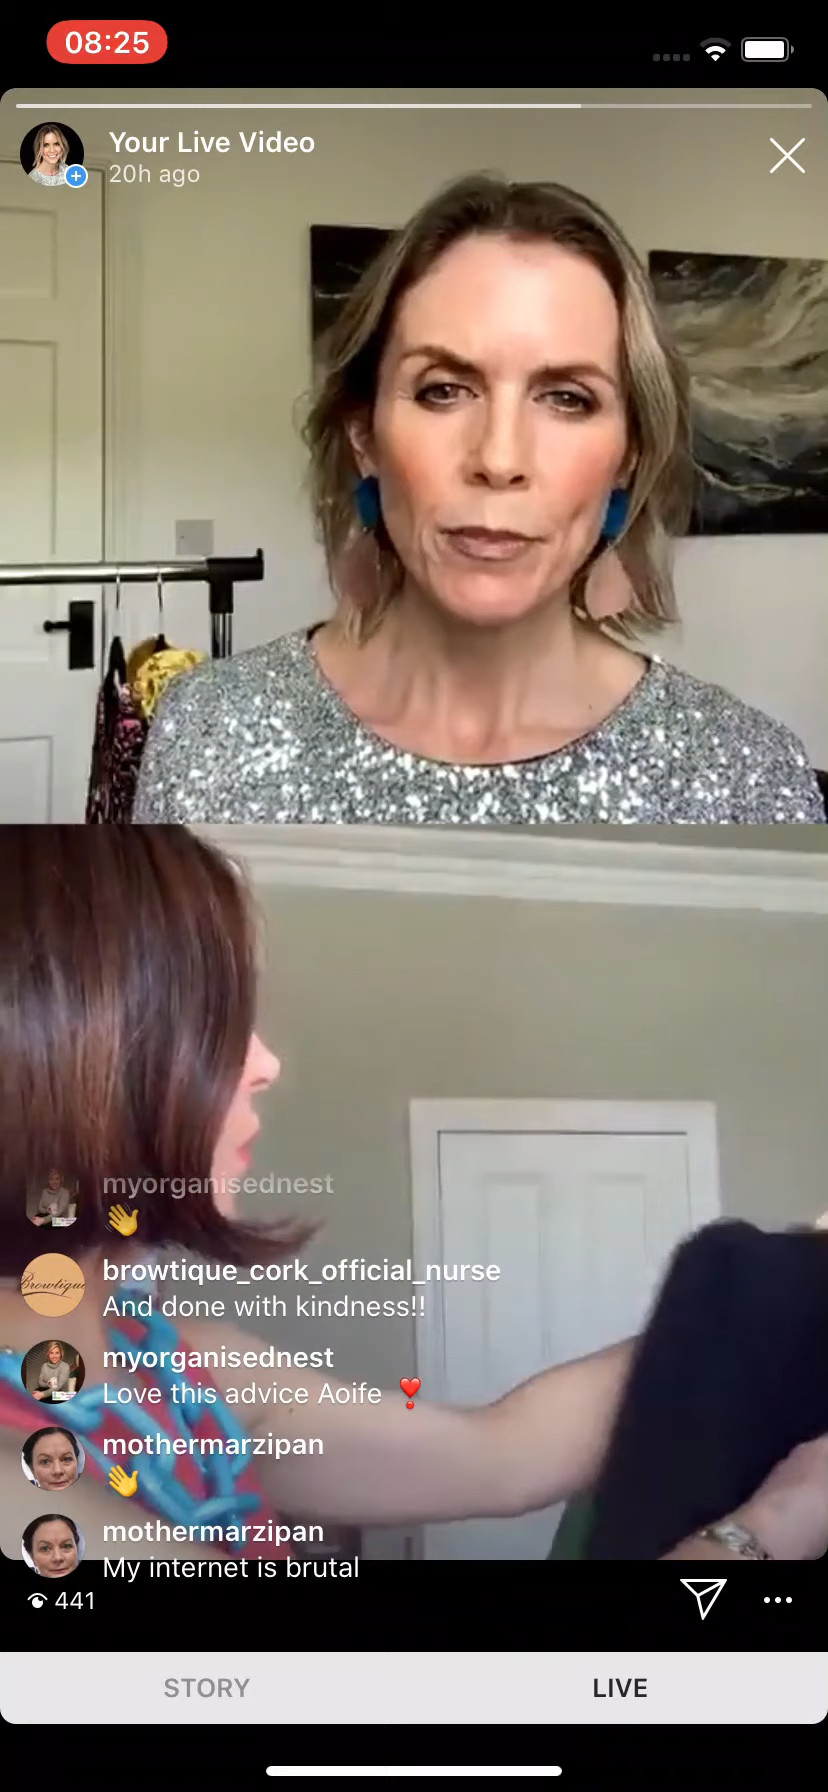 08:25
Your Live Video
20h ago
myorganisednest
👋
browtique_cork_official_nurse
And done with kindness!!
myorganisednest
Love this advice Aoife ❣️
mothermarzipan
👋
mothermarzipan
My internet is brutal
441
STORY
LIVE
Browtique